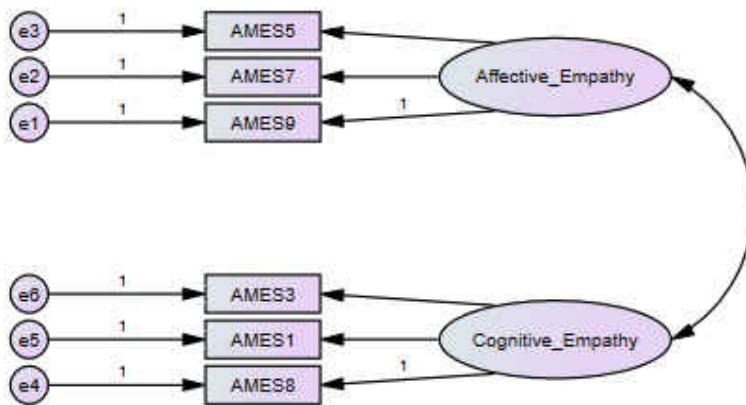 e3 1 AMES5
e2 1 AMES7 Affective_Empathy
e1 1 AMES9 1
e6 1 AMES3
e5 1 AMES1 Cognitive_Empathy
e4 1 AMES8 1